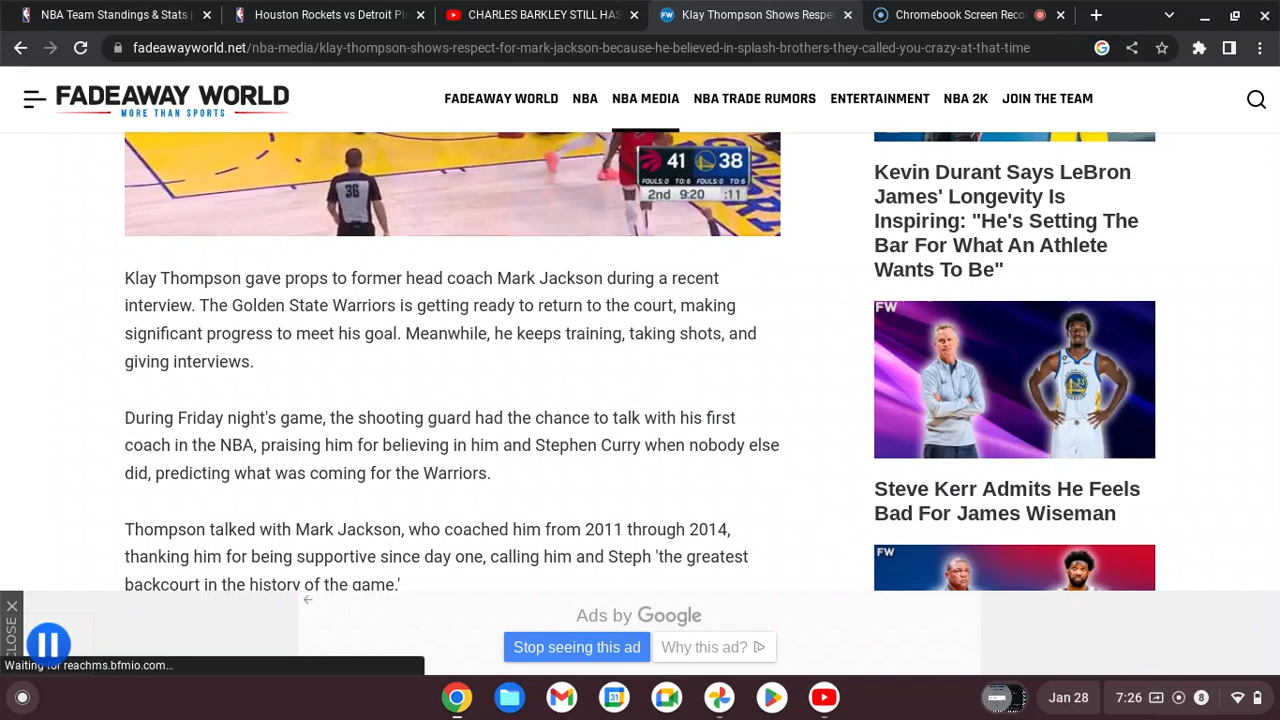 NBA Team Standings & Stats |
Houston Rockets vs Detroit Pi
CHARLES BARKLEY STILL HAS
Klay Thompson Shows Respe
Chromebook Screen Reco
fadeawayworld.net/nba-media/klay-thompson-shows-respect-for-mark-jackson-because-he-believed-in-splash-brothers-they-called-you-crazy-at-that-time
FADEAWAY WORLD
MORE THAN SPORTS
FADEAWAY WORLD NBA NBA MEDIA NBA TRADE RUMORS ENTERTAINMENT NBA 2K JOIN THE TEAM
36
41 38
FOULS: 0 TO: 6 FOULS: 0 TO: 6
2nd 9:20 :11
Klay Thompson gave props to former head coach Mark Jackson during a recent
interview. The Golden State Warriors is getting ready to return to the court, making
significant progress to meet his goal. Meanwhile, he keeps training, taking shots, and
giving interviews.
During Friday night's game, the shooting guard had the chance to talk with his first
coach in the NBA, praising him for believing in him and Stephen Curry when nobody else
did, predicting what was coming for the Warriors.
Thompson talked with Mark Jackson, who coached him from 2011 through 2014,
thanking him for being supportive since day one, calling him and Steph 'the greatest
backcourt in the history of the game.'
Kevin Durant Says LeBron
James' Longevity Is
Inspiring: "He's Setting The
Bar For What An Athlete
Wants To Be"
FW
33
Steve Kerr Admits He Feels
Bad For James Wiseman
FW
CLOSE
Ads by Google
Stop seeing this ad
Why this ad?
Waiting for reachms.bfmio.com...
31
Jan 28
7:26
8